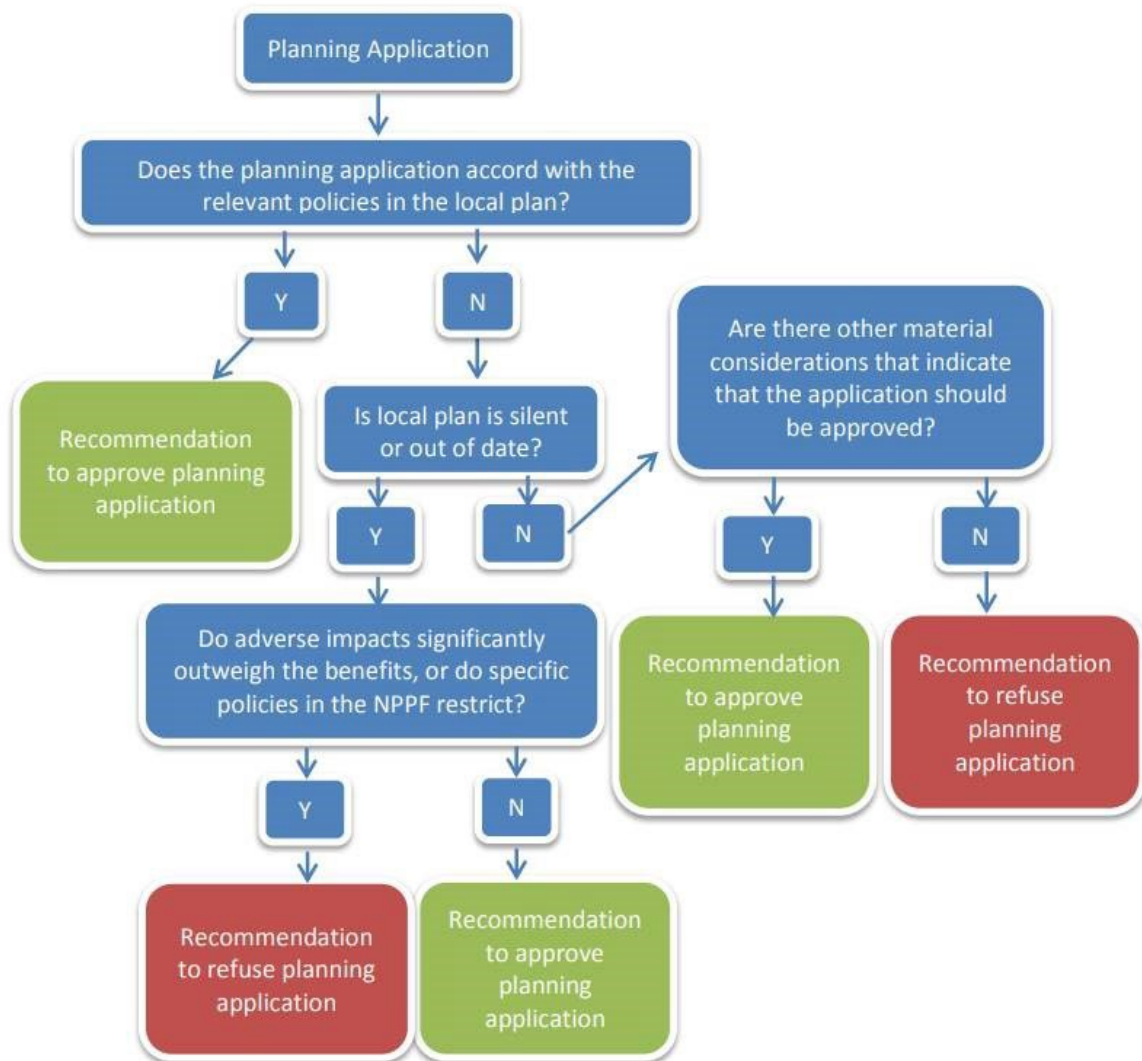 Planning Application
Does the planning application accord with the
relevant policies in the local plan?
Y
N
Recommendation
to approve planning
application
Is local plan is silent
or out of date?
Are there other material
considerations that indicate
that the application should
be approved?
Y
N
Y
N
Do adverse impacts significantly
outweigh the benefits, or do specific
policies in the NPPF restrict?
Recommendation
to approve
planning
application
Recommendation
to refuse
planning
application
Y
N
Recommendation
to refuse planning
application
Recommendation
to approve
planning
application